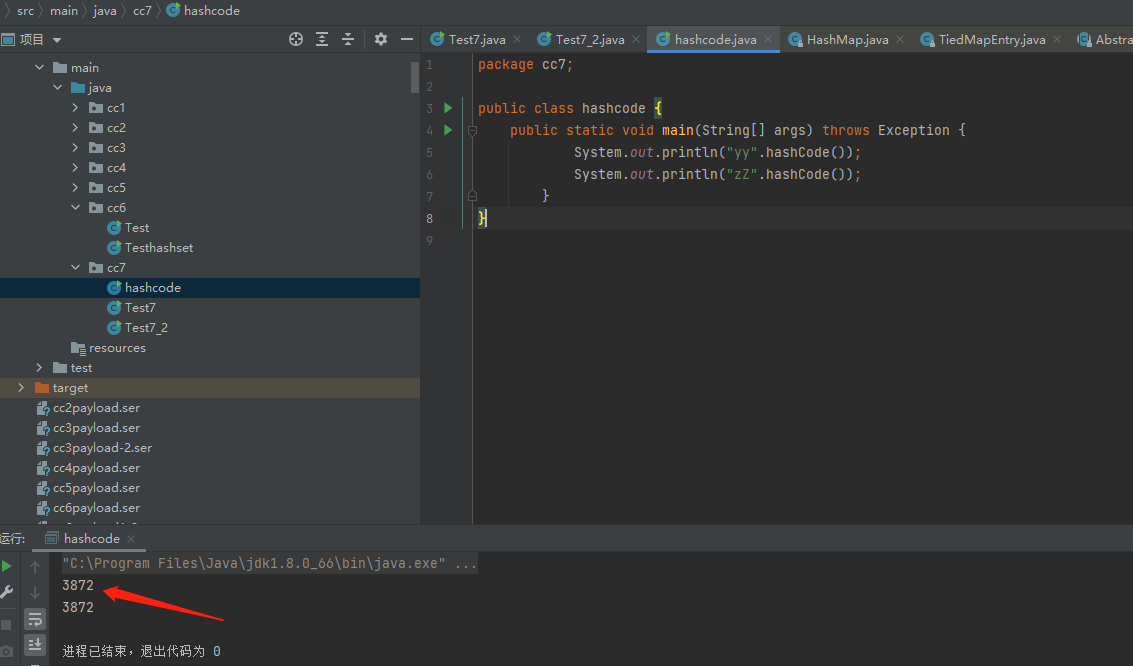 src main java cc7 hashcode
项目
Test7.java Test7_2.java hashcode.java HashMap.java TiedMapEntry.java Abstra
main
java
cc1
cc2
cc3
cc4
cc5
cc6
Test
Testhashset
cc7
hashcode
Test7
Test7_2
resources
test
target
cc2payload.ser
cc3payload.ser
cc3payload-2.ser
cc4payload.ser
cc5payload.ser
cc6payload.ser
1 package cc7;
2
3 public class hashcode {
4 public static void main(String[] args) throws Exception {
5 System.out.println("yy".hashCode());
6 System.out.println("zZ".hashCode());
7 }
8 }
9
运行: hashcode
"C:\Program Files\Java\jdk1.8.0_66\bin\java.exe" ...
3872
3872
进程已结束，退出代码为 0